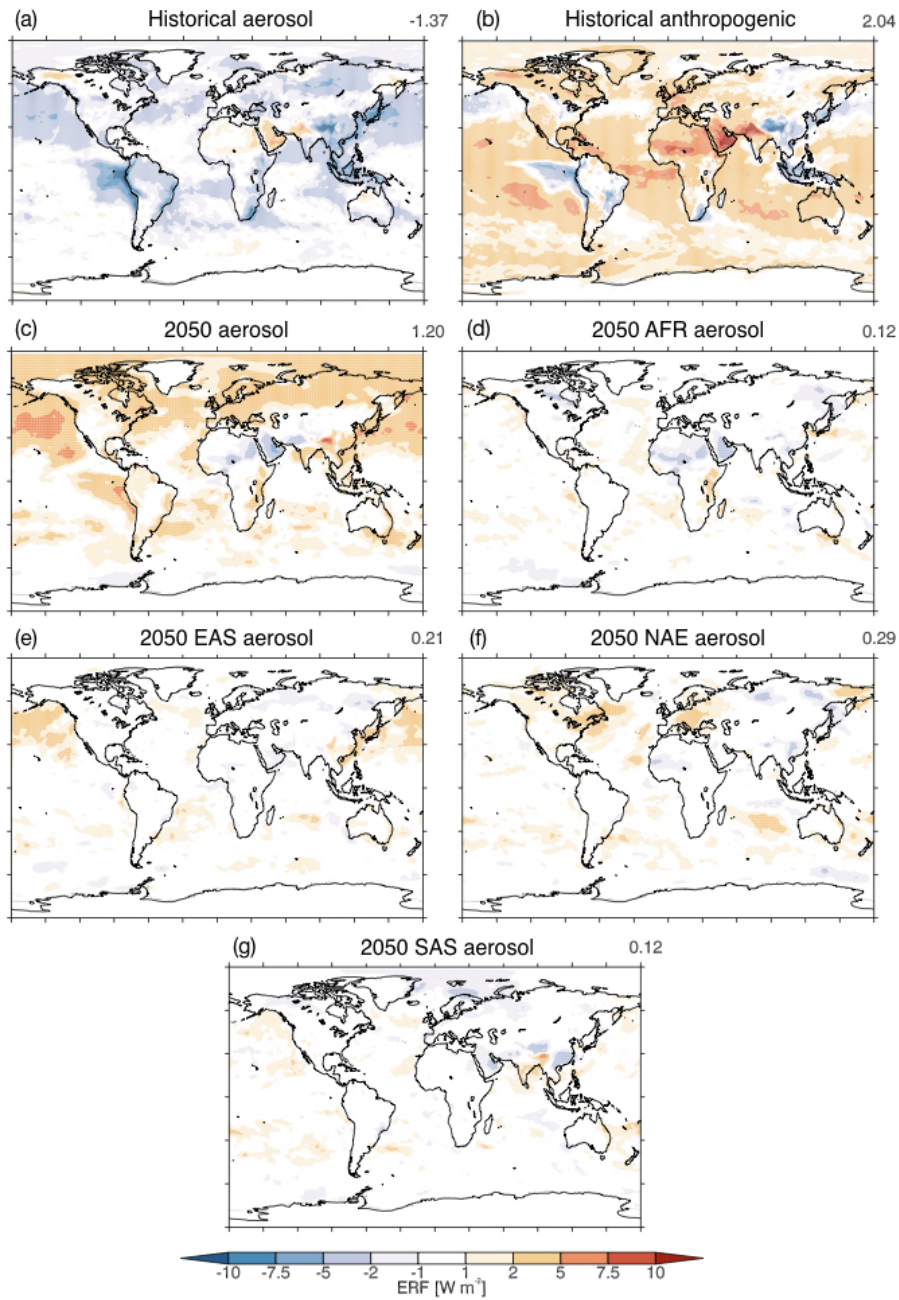 (a) Historical aerosol -1.37
(b) Historical anthropogenic 2.04
(c) 2050 aerosol 1.20
(d) 2050 AFR aerosol 0.12
(e) 2050 EAS aerosol 0.21
(f) 2050 NAE aerosol 0.29
(g) 2050 SAS aerosol 0.12
-10 -7.5 -5 -2 -1 1 2 5 7.5 10
ERF [W m⁻²]